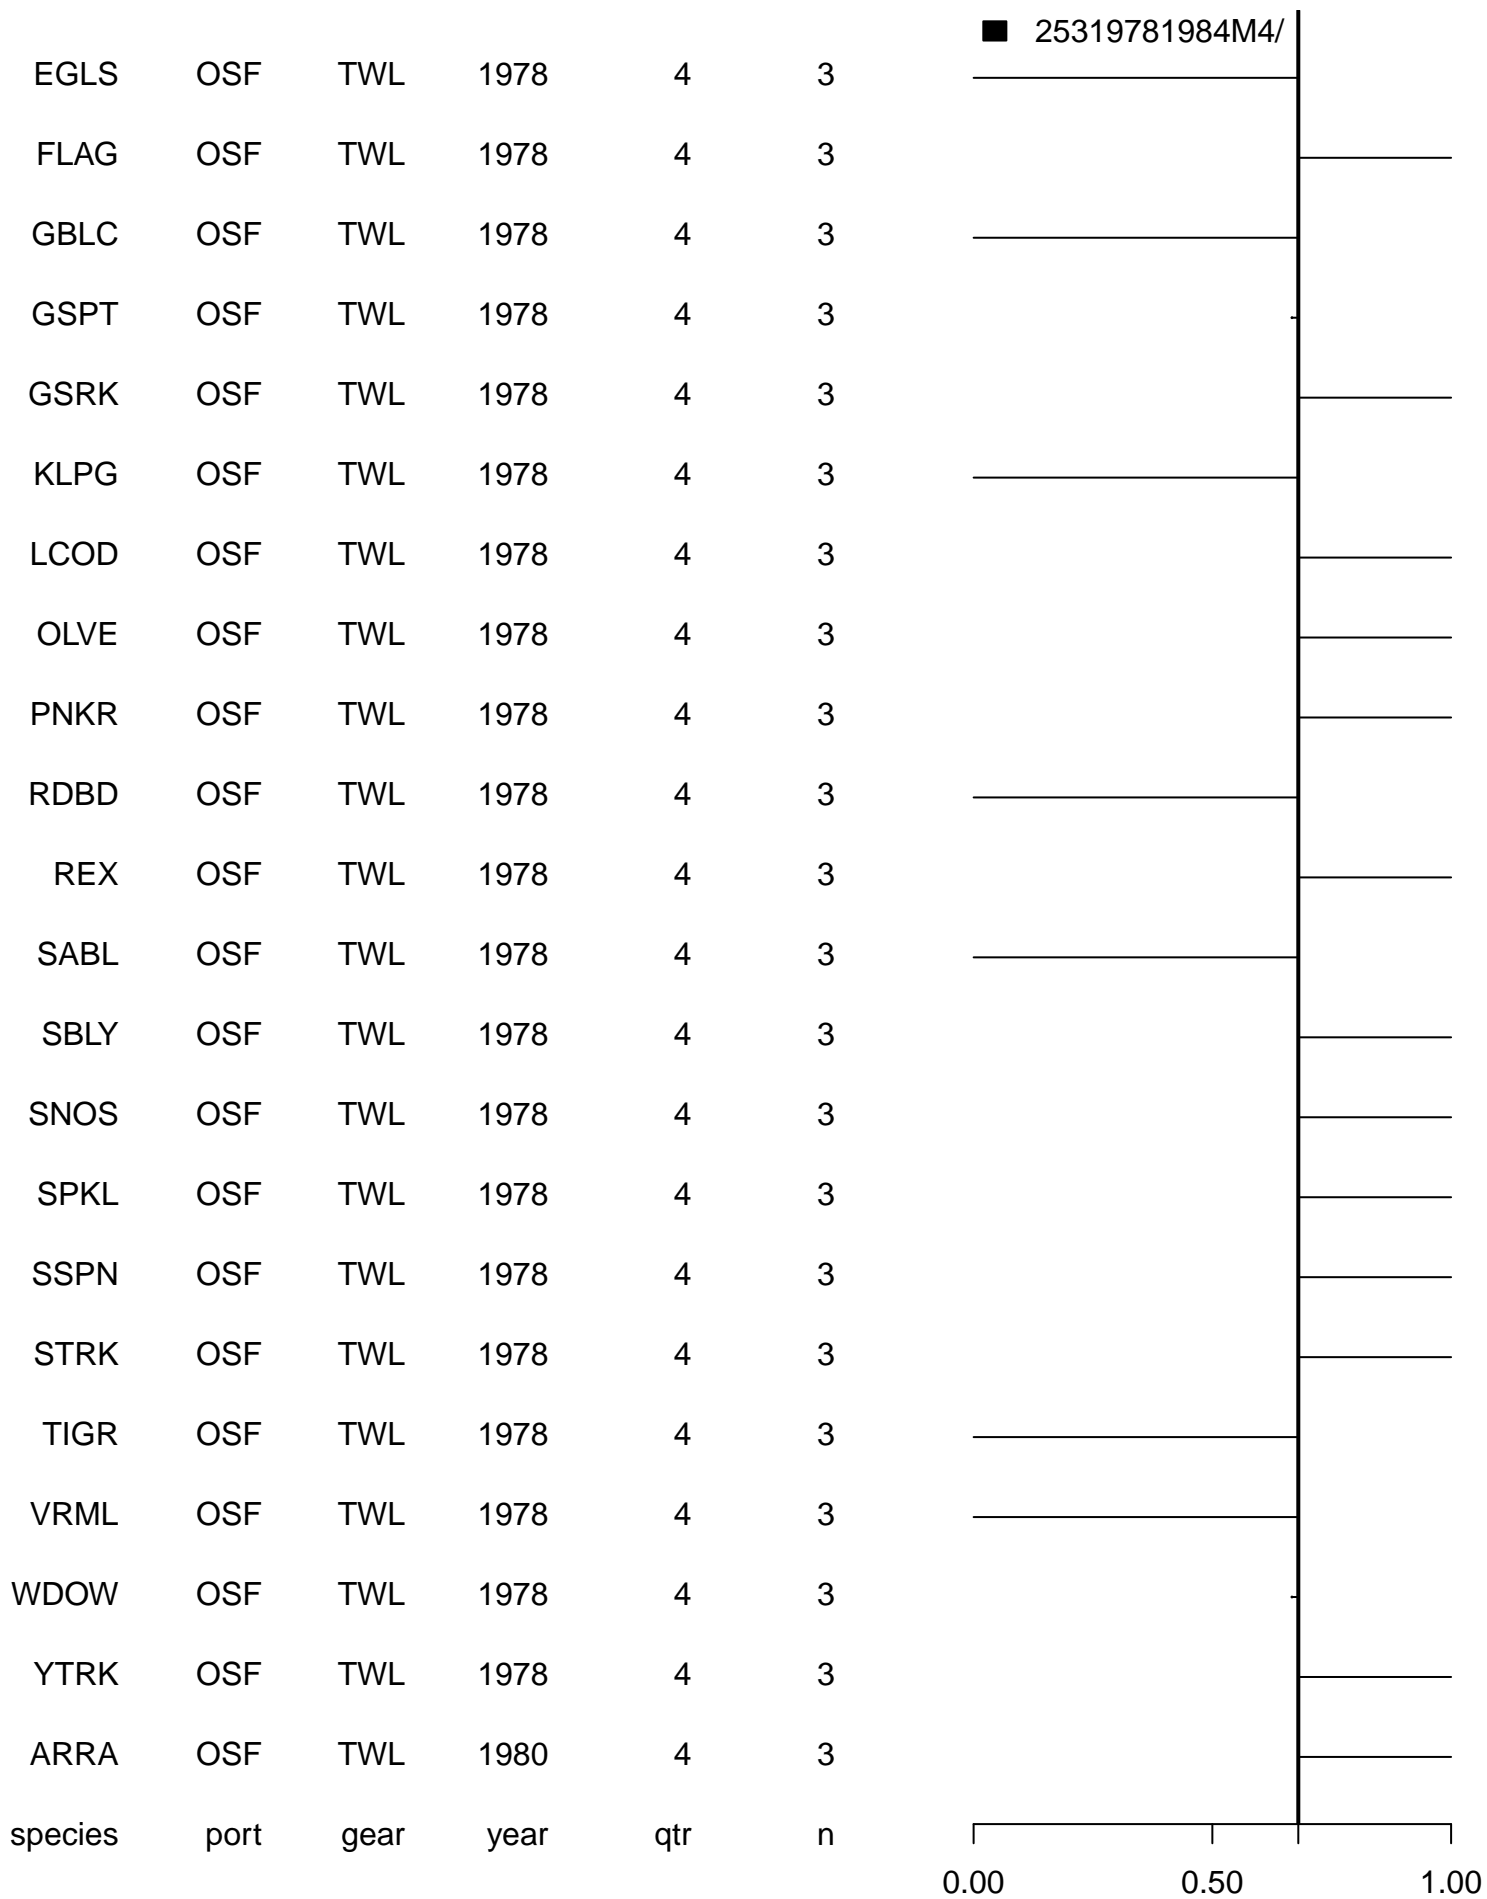 25319781984M4/
EGLS OSF TWL 1978 4 3
FLAG OSF TWL 1978 4 3
GBLC OSF TWL 1978 4 3
GSPT OSF TWL 1978 4 3
GSRK OSF TWL 1978 4 3
KLPG OSF TWL 1978 4 3
LCOD OSF TWL 1978 4 3
OLVE OSF TWL 1978 4 3
PNKR OSF TWL 1978 4 3
RDBD OSF TWL 1978 4 3
REX OSF TWL 1978 4 3
SABL OSF TWL 1978 4 3
SBLY OSF TWL 1978 4 3
SNOS OSF TWL 1978 4 3
SPKL OSF TWL 1978 4 3
SSPN OSF TWL 1978 4 3
STRK OSF TWL 1978 4 3
TIGR OSF TWL 1978 4 3
VRML OSF TWL 1978 4 3
WDOW OSF TWL 1978 4 3
YTRK OSF TWL 1978 4 3
ARRA OSF TWL 1980 4 3
species port gear year qtr n
0.00 0.50 1.00